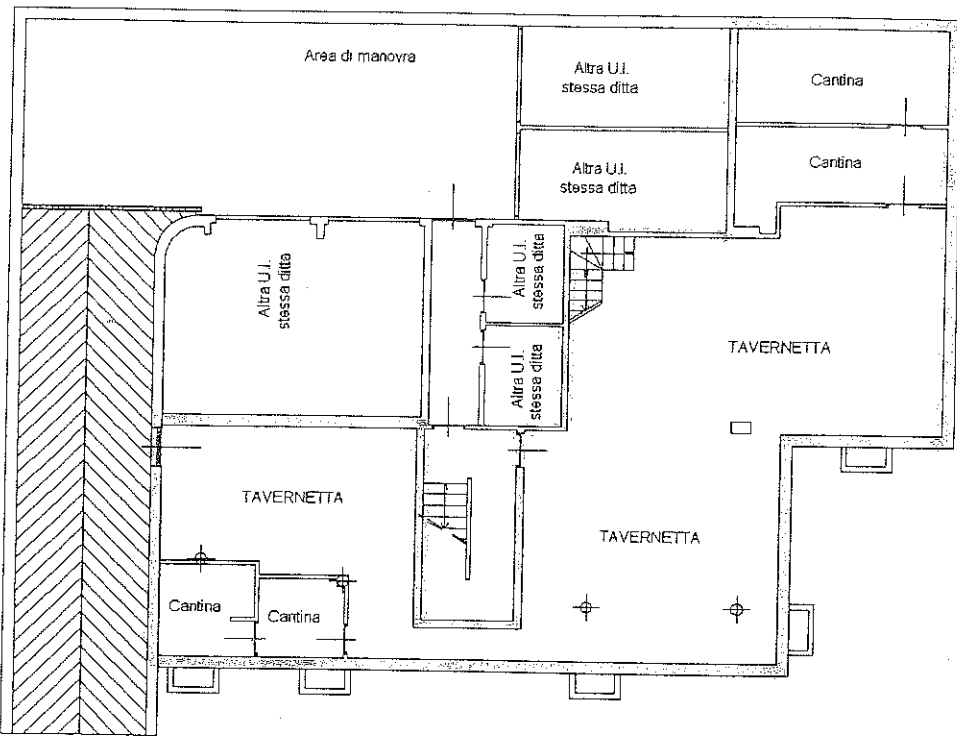 Area di manovra
Altra U.I.
stessa ditta
Cantina
Altra U.I.
stessa ditta
Cantina
Altra U.I.
stessa ditta
Altra U.I.
stessa ditta
Altra U.I.
stessa ditta
TAVERNETTA
TAVERNETTA
TAVERNETTA
Cantina
Cantina